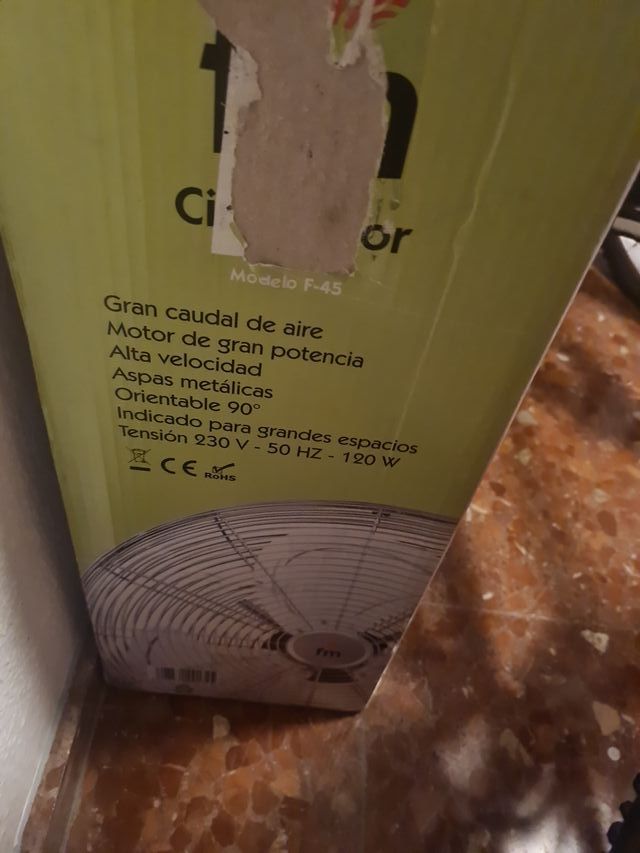 Modelo F-45
Gran caudal de aire
Motor de gran potencia
Alta velocidad
Aspas metálicas
Orientable 90°
Indicado para grandes espacios
Tensión 230 V - 50 HZ - 120 W
CE RoHS
fm